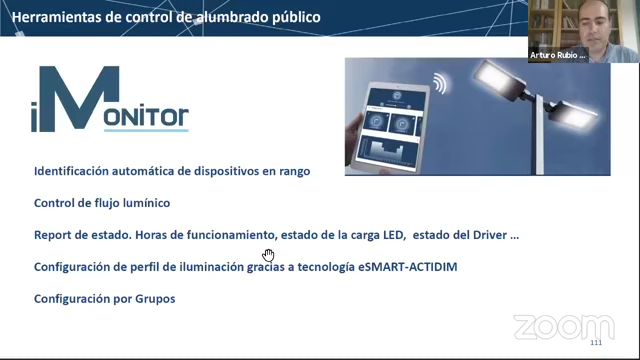 Herramientas de control de alumbrado público
Arturo Rubio ...
iMonitor
Identificación automática de dispositivos en rango
Control de flujo lumínico
Report de estado. Horas de funcionamiento, estado de la carga LED, estado del Driver ...
Configuración de perfil de iluminación gracias a tecnología eSMART-ACTIDIM
Configuración por Grupos
zoom
111